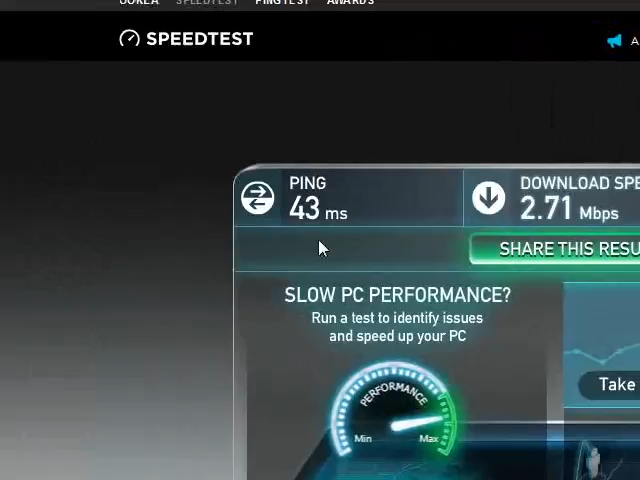 OOKLA SPEEDTEST PINGTEST AWARDS
SPEEDTEST
A
PING
43 ms
DOWNLOAD SPE
2.71 Mbps
SHARE THIS RESU
SLOW PC PERFORMANCE?
Run a test to identify issues
and speed up your PC
PERFORMANCE
Take
Min
Max